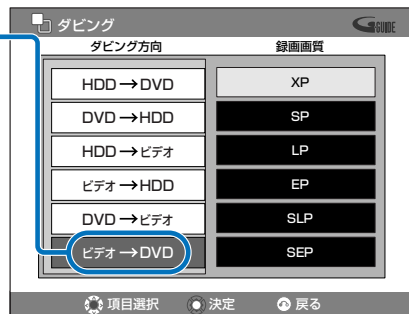 ダビング
GGUIDE
ダビング方向 録画画質
HDD→DVD XP
DVD→HDD SP
HDD→ビデオ LP
ビデオ→HDD EP
DVD→ビデオ SLP
ビデオ→DVD SEP
項目選択 決定 戻る